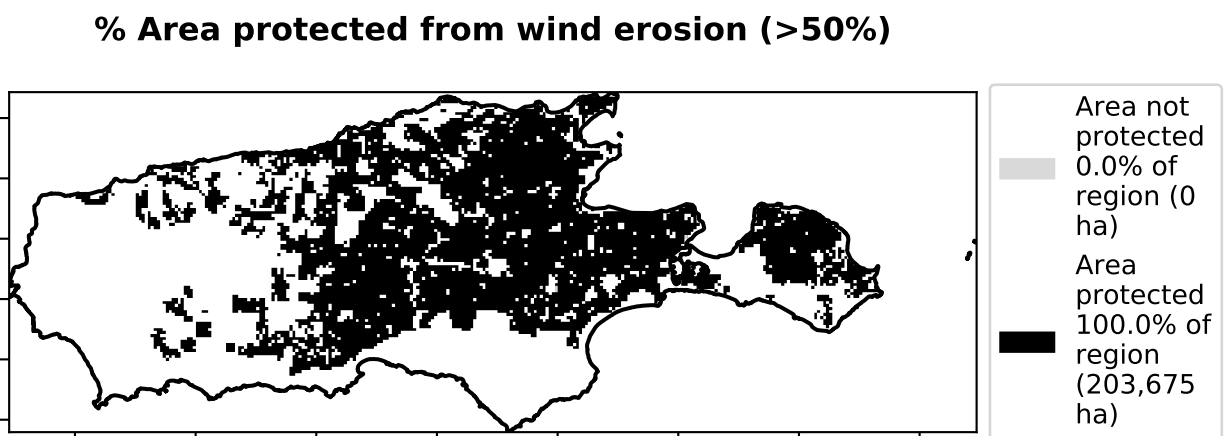 % Area protected from wind erosion (>50%)
Area not
protected
0.0% of
region (0
ha)
Area
protected
100.0% of
region
(203,675
ha)